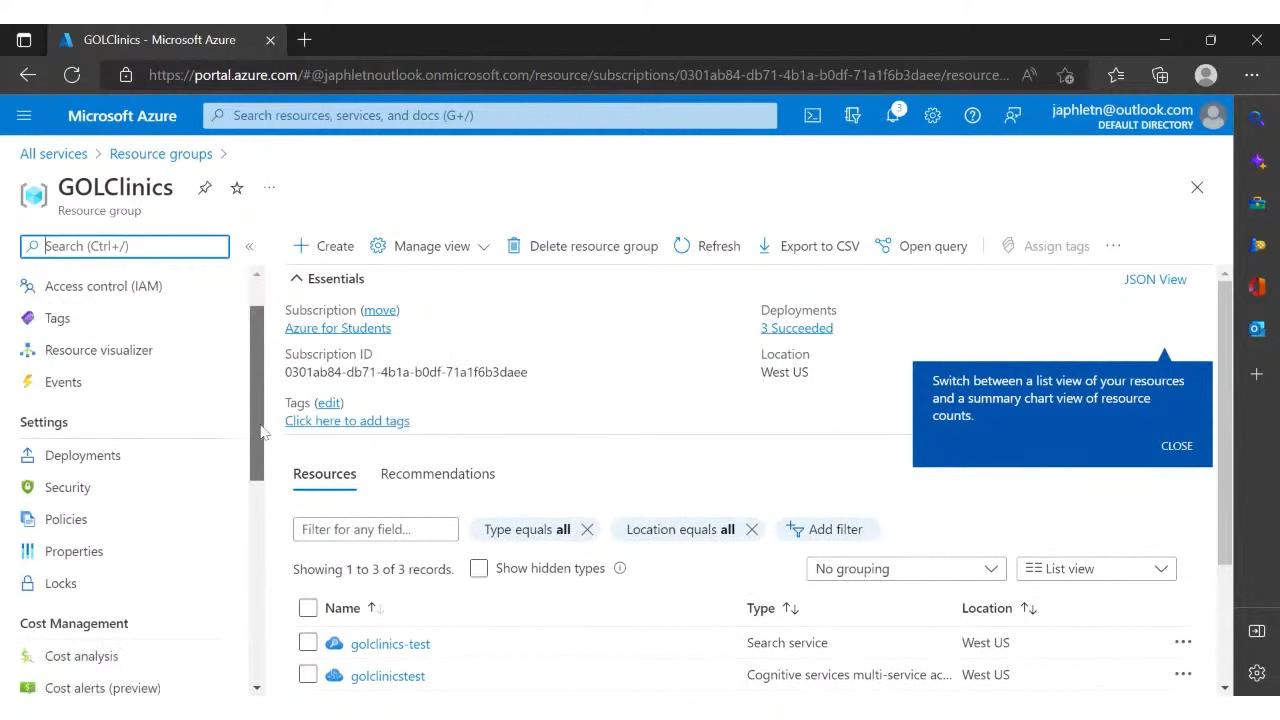 GOLClinics - Microsoft Azure
https://portal.azure.com/#@japhletnoutlook.onmicrosoft.com/resource/subscriptions/0301ab84-db71-4b1a-b0df-71a1f6b3daee/resource...
Microsoft Azure
Search resources, services, and docs (G+/)
3
japhletn@outlook.com
DEFAULT DIRECTORY
All services > Resource groups >
GOLClinics
Resource group
Search (Ctrl+/)
Create
Manage view
Delete resource group
Refresh
Export to CSV
Open query
Assign tags
Access control (IAM)
Tags
Resource visualizer
Events
Settings
Deployments
Security
Policies
Properties
Locks
Cost Management
Cost analysis
Cost alerts (preview)
Essentials
JSON View
Subscription (move)
Azure for Students
Subscription ID
0301ab84-db71-4b1a-b0df-71a1f6b3daee
Tags (edit)
Click here to add tags
Deployments
3 Succeeded
Location
West US
Switch between a list view of your resources
and a summary chart view of resource
counts.
CLOSE
Resources
Recommendations
Filter for any field...
Type equals all
Location equals all
Add filter
Showing 1 to 3 of 3 records.
Show hidden types
No grouping
List view
Name
Type
Location
golclinics-test
Search service
West US
golclinicstest
Cognitive services multi-service ac...
West US